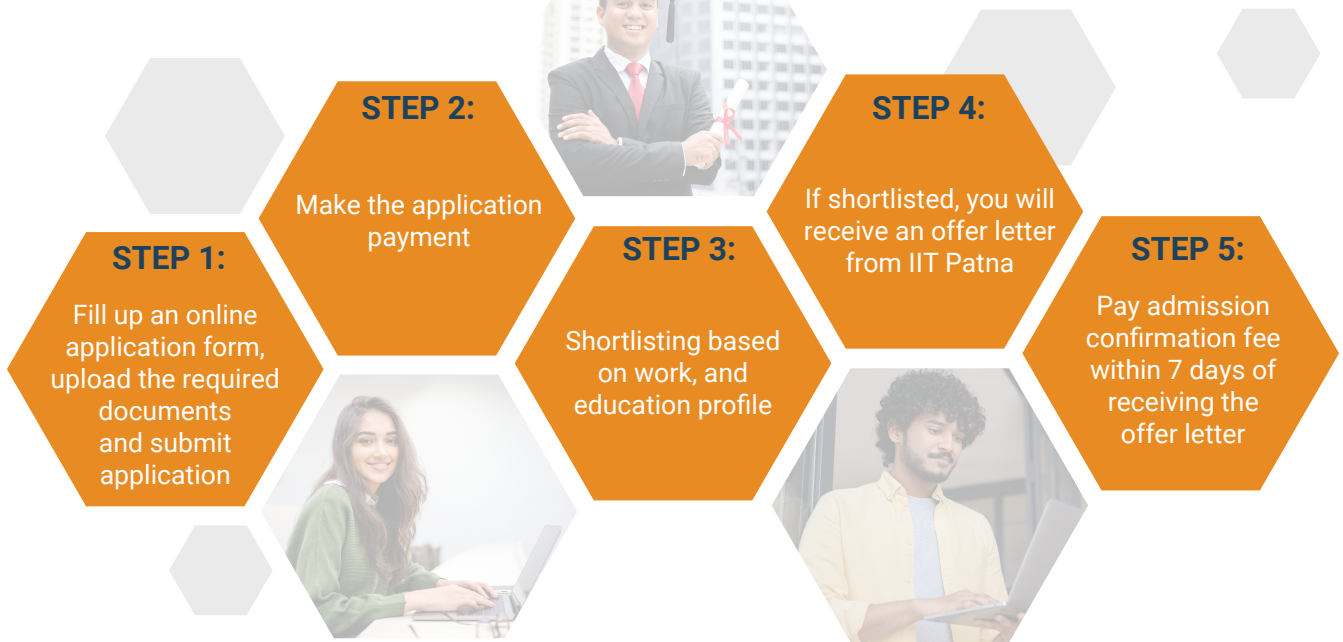 STEP 1:
Fill up an online
application form,
upload the required
documents
and submit
application
STEP 2:
Make the application
payment
STEP 3:
Shortlisting based
on work, and
education profile
STEP 4:
If shortlisted, you will
receive an offer letter
from IIT Patna
STEP 5:
Pay admission
confirmation fee
within 7 days of
receiving the
offer letter